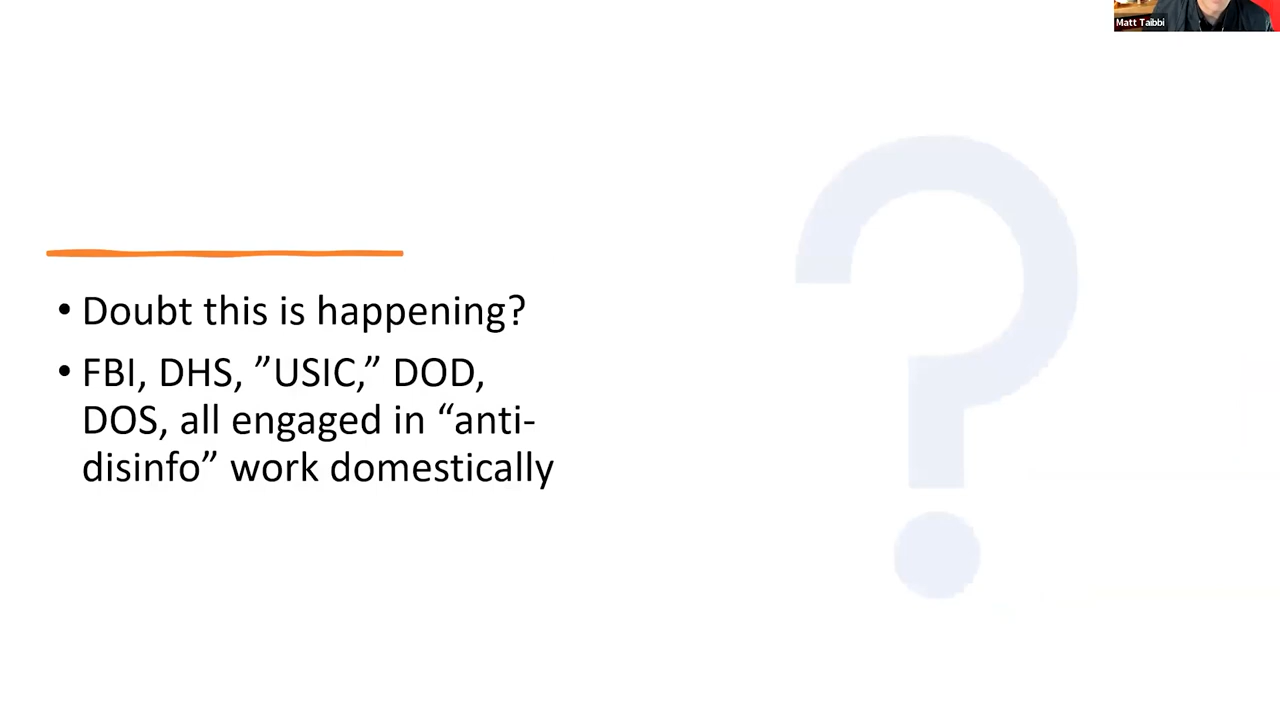 Matt Taibbi
• Doubt this is happening?
• FBI, DHS, ”USIC,” DOD,
DOS, all engaged in “anti-
disinfo” work domestically